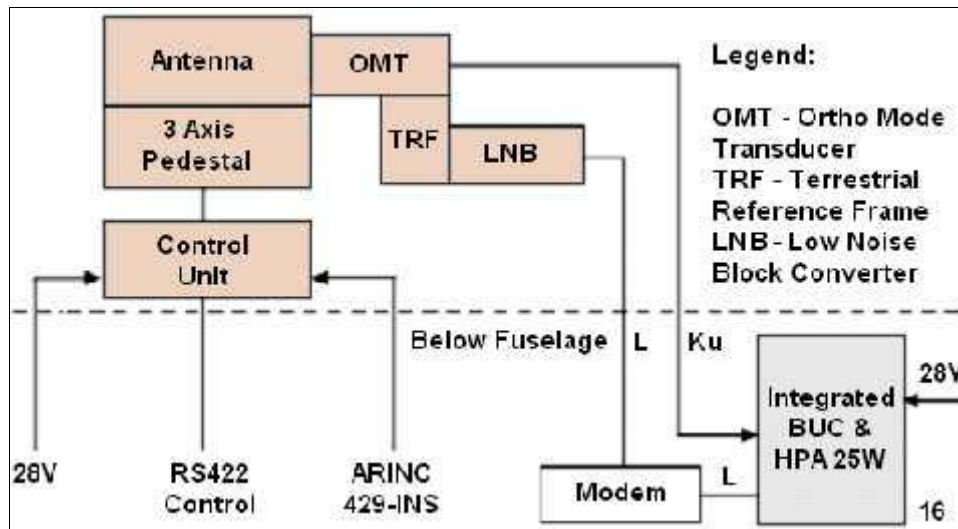 Antenna
OMT
3 Axis
Pedestal
TRF
LNB
Control
Unit
Legend:
OMT - Ortho Mode
Transducer
TRF - Terrestrial
Reference Frame
LNB - Low Noise
Block Converter
Below Fuselage
L
Ku
Integrated
BUC &
HPA 25W
28V
28V
RS422
Control
ARINC
429-INS
Modem
L
16